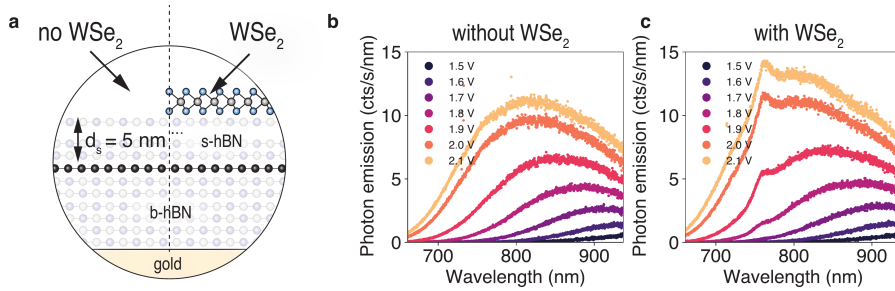 a
no WSe2
WSe2
ds = 5 nm
s-hBN
b-hBN
gold
b
without WSe2
Photon emission (cts/s/nm)
15
10
5
0
1.5 V
1.6 V
1.7 V
1.8 V
1.9 V
2.0 V
2.1 V
700
800
900
Wavelength (nm)
c
with WSe2
Photon emission (cts/s/nm)
15
10
5
0
1.5 V
1.6 V
1.7 V
1.8 V
1.9 V
2.0 V
2.1 V
700
800
900
Wavelength (nm)